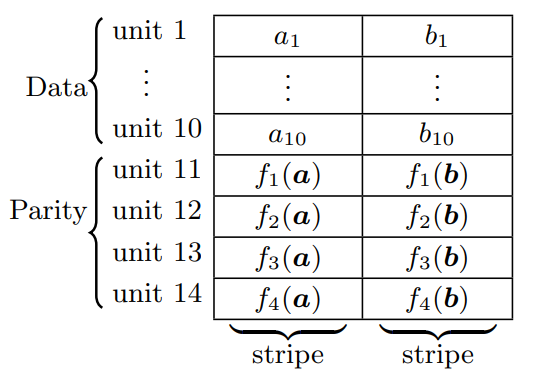 unit 1 a₁ b₁
Data ⋮ ⋮ ⋮
unit 10 a₁₀ b₁₀
unit 11 f₁(a) f₁(b)
Parity unit 12 f₂(a) f₂(b)
unit 13 f₃(a) f₃(b)
unit 14 f₄(a) f₄(b)
stripe stripe